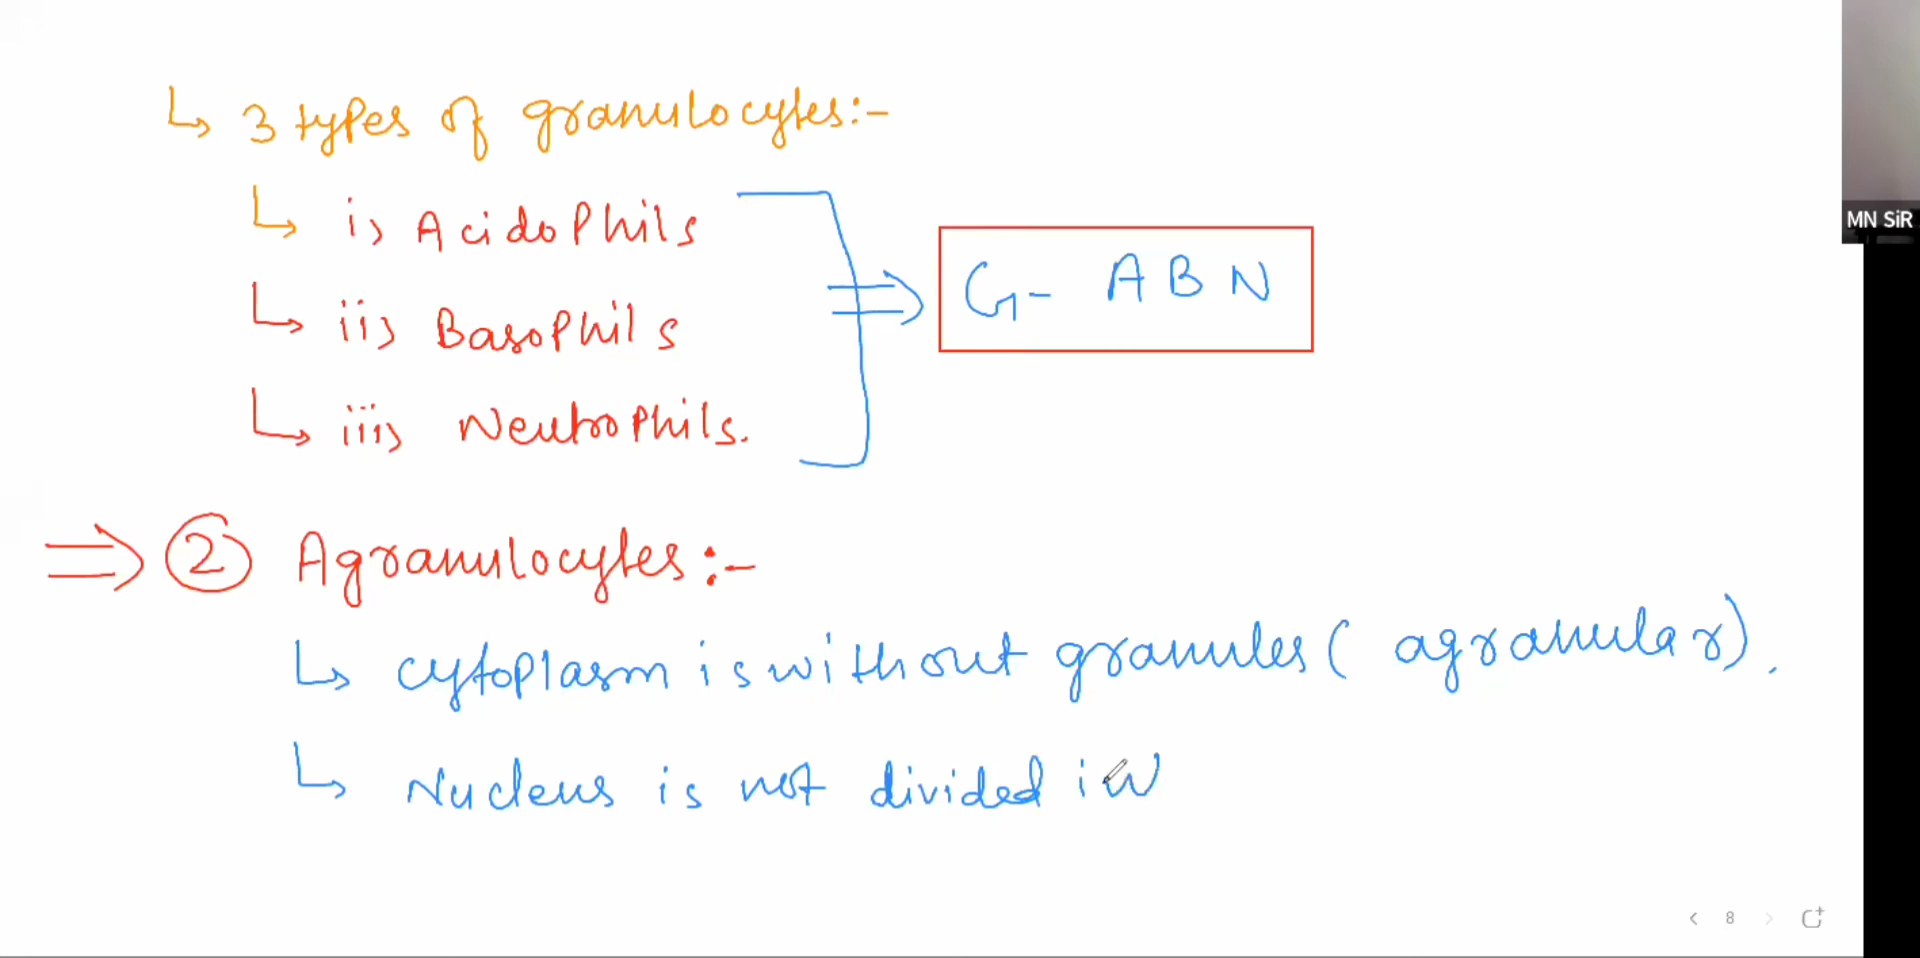 3 types of granulocytes:-
i) Acidophils
ii) Basophils
iii) Neutrophils.
G- A B N
MN SiR
② Agranulocytes:-
cytoplasm is without granules (agranular).
Nucleus is not divided in
8